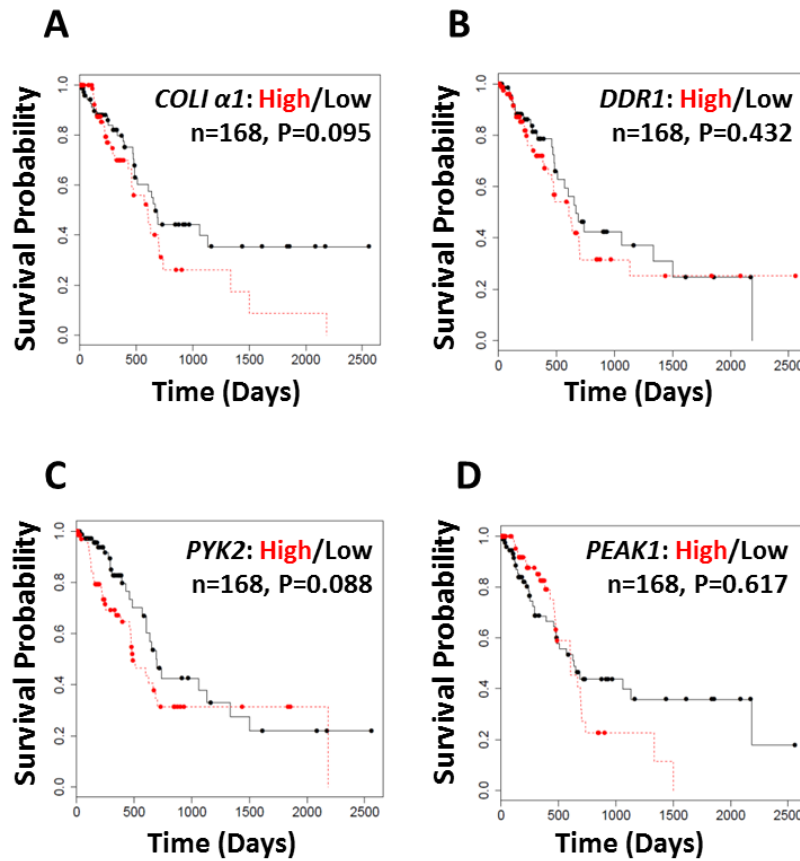 A
Survival Probability
0.0 0.2 0.4 0.6 0.8 1.0
COLI α1: High/Low
n=168, P=0.095
0 500 1000 1500 2000 2500
Time (Days)
B
Survival Probability
0.0 0.2 0.4 0.6 0.8 1.0
DDR1: High/Low
n=168, P=0.432
0 500 1000 1500 2000 2500
Time (Days)
C
Survival Probability
0.0 0.2 0.4 0.6 0.8 1.0
PYK2: High/Low
n=168, P=0.088
0 500 1000 1500 2000 2500
Time (Days)
D
Survival Probability
0.0 0.2 0.4 0.6 0.8 1.0
PEAK1: High/Low
n=168, P=0.617
0 500 1000 1500 2000 2500
Time (Days)